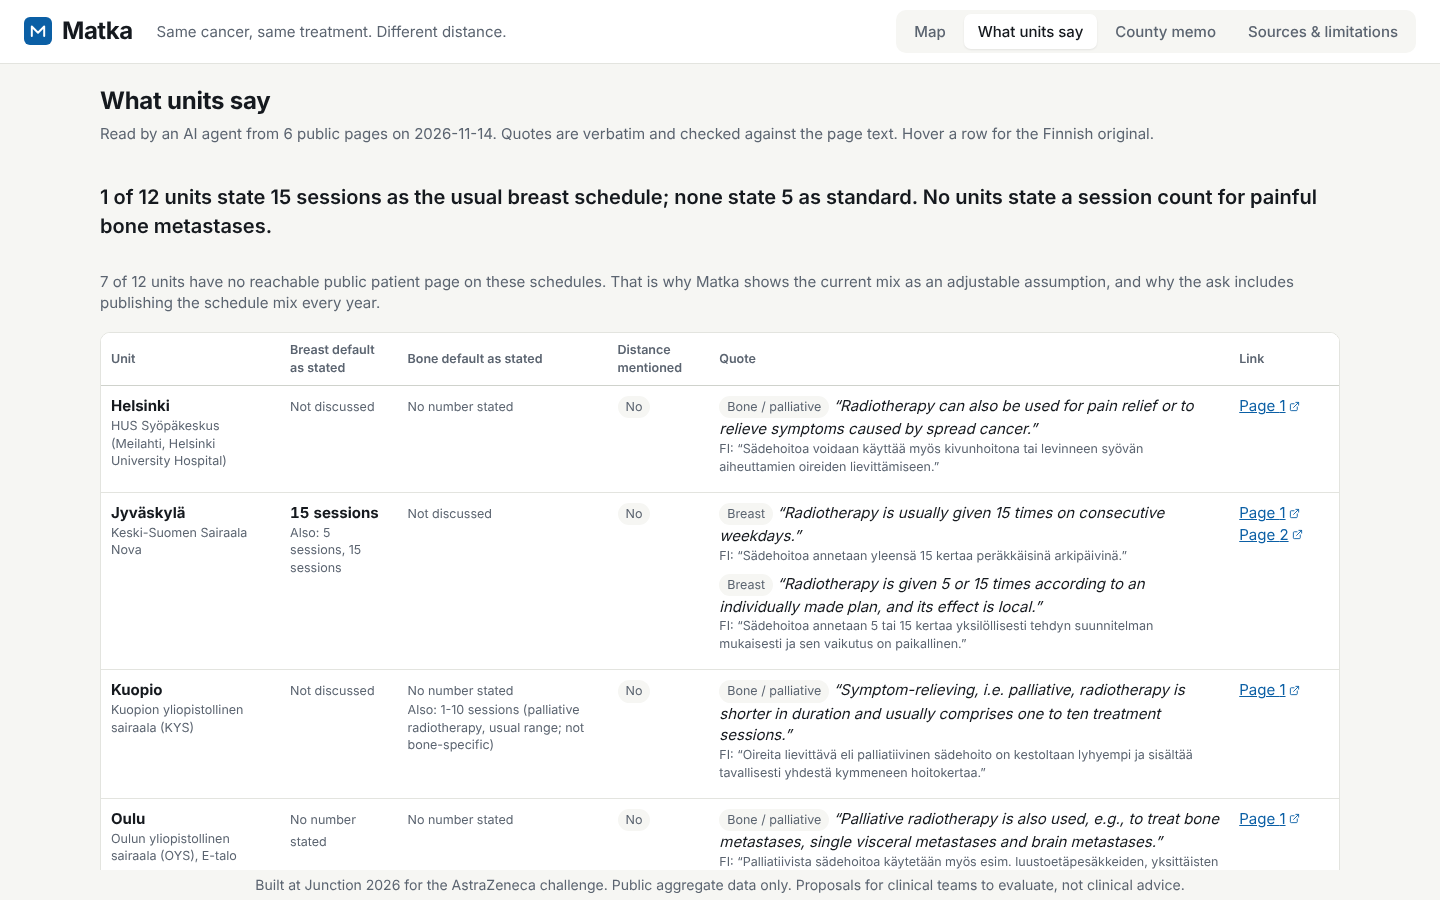 Matka
Same cancer, same treatment. Different distance.
Map
What units say
County memo
Sources & limitations
What units say
Read by an AI agent from 6 public pages on 2026-11-14. Quotes are verbatim and checked against the page text. Hover a row for the Finnish original.
1 of 12 units state 15 sessions as the usual breast schedule; none state 5 as standard. No units state a session count for painful
bone metastases.
7 of 12 units have no reachable public patient page on these schedules. That is why Matka shows the current mix as an adjustable assumption, and why the ask includes
publishing the schedule mix every year.
Unit
Breast default
as stated
Bone default as stated
Distance
mentioned
Quote
Link
Helsinki
HUS Syöpäkeskus
(Meilahti, Helsinki
University Hospital)
Not discussed
No number stated
No
Bone / palliative “Radiotherapy can also be used for pain relief or to
relieve symptoms caused by spread cancer.”
FI: “Sädehoitoa voidaan käyttää myös kivunhoitona tai levinneen syövän
aiheuttamien oireiden lievittämiseen.”
Page 1
Jyväskylä
Keski-Suomen Sairaala
Nova
15 sessions
Also: 5
sessions, 15
sessions
Not discussed
No
Breast “Radiotherapy is usually given 15 times on consecutive
weekdays.”
FI: “Sädehoitoa annetaan yleensä 15 kertaa peräkkäisinä arkipäivinä.”
Breast “Radiotherapy is given 5 or 15 times according to an
individually made plan, and its effect is local.”
FI: “Sädehoitoa annetaan 5 tai 15 kertaa yksilöllisesti tehdyn suunnitelman
mukaisesti ja sen vaikutus on paikallinen.”
Page 1
Page 2
Kuopio
Kuopion yliopistollinen
sairaala (KYS)
Not discussed
No number stated
Also: 1-10 sessions (palliative
radiotherapy, usual range; not
bone-specific)
No
Bone / palliative “Symptom-relieving, i.e. palliative, radiotherapy is
shorter in duration and usually comprises one to ten treatment
sessions.”
FI: “Oireita lievittävä eli palliatiivinen sädehoito on kestoltaan lyhyempi ja sisältää
tavallisesti yhdestä kymmeneen hoitokertaa.”
Page 1
Oulu
Oulun yliopistollinen
sairaala (OYS), E-talo
No number
stated
No number stated
No
Bone / palliative “Palliative radiotherapy is also used, e.g., to treat bone
metastases, single visceral metastases and brain metastases.”
FI: “Palliatiivista sädehoitoa käytetään myös esim. luustoetäpesäkkeiden, yksittäisten
Page 1
Built at Junction 2026 for the AstraZeneca challenge. Public aggregate data only. Proposals for clinical teams to evaluate, not clinical advice.